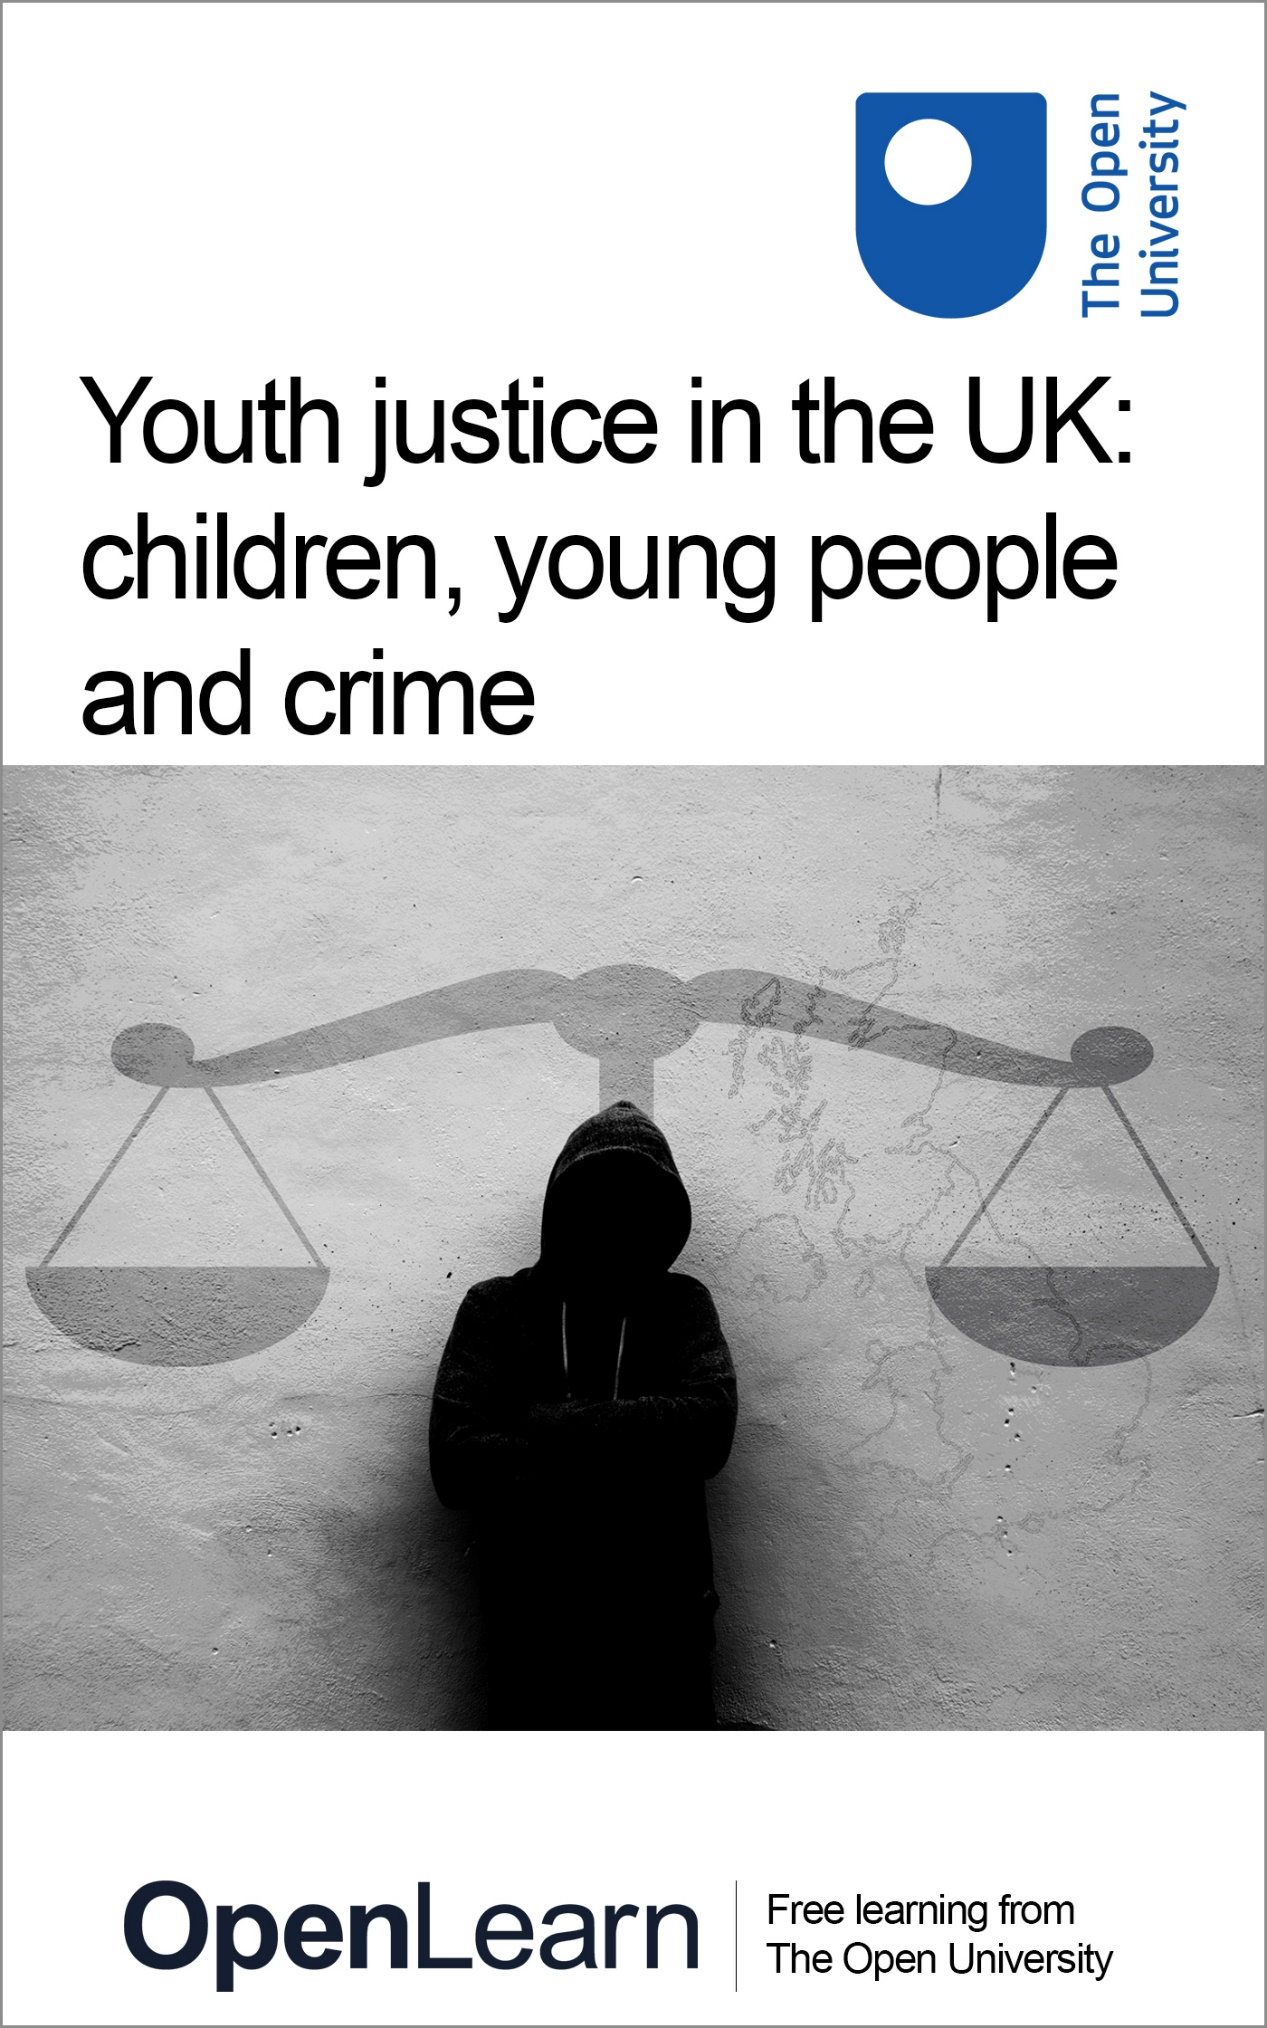 The Open
University
Youth justice in the UK:
children, young people
and crime
OpenLearn
Free learning from
The Open University